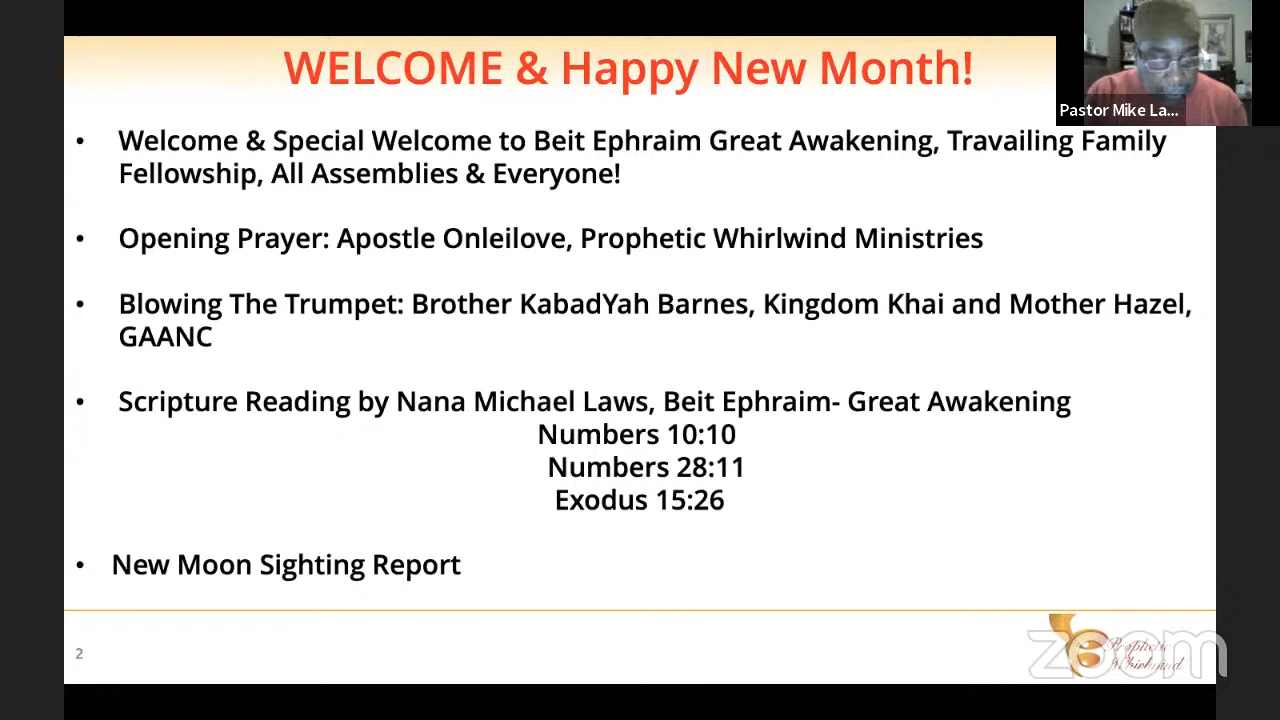 WELCOME & Happy New Month!
Pastor Mike La...
• Welcome & Special Welcome to Beit Ephraim Great Awakening, Travailing Family
Fellowship, All Assemblies & Everyone!
• Opening Prayer: Apostle Onleilove, Prophetic Whirlwind Ministries
• Blowing The Trumpet: Brother KabadYah Barnes, Kingdom Khai and Mother Hazel,
GAANC
• Scripture Reading by Nana Michael Laws, Beit Ephraim- Great Awakening
Numbers 10:10
Numbers 28:11
Exodus 15:26
• New Moon Sighting Report
2
zoom
Prophetic
Whirlwind